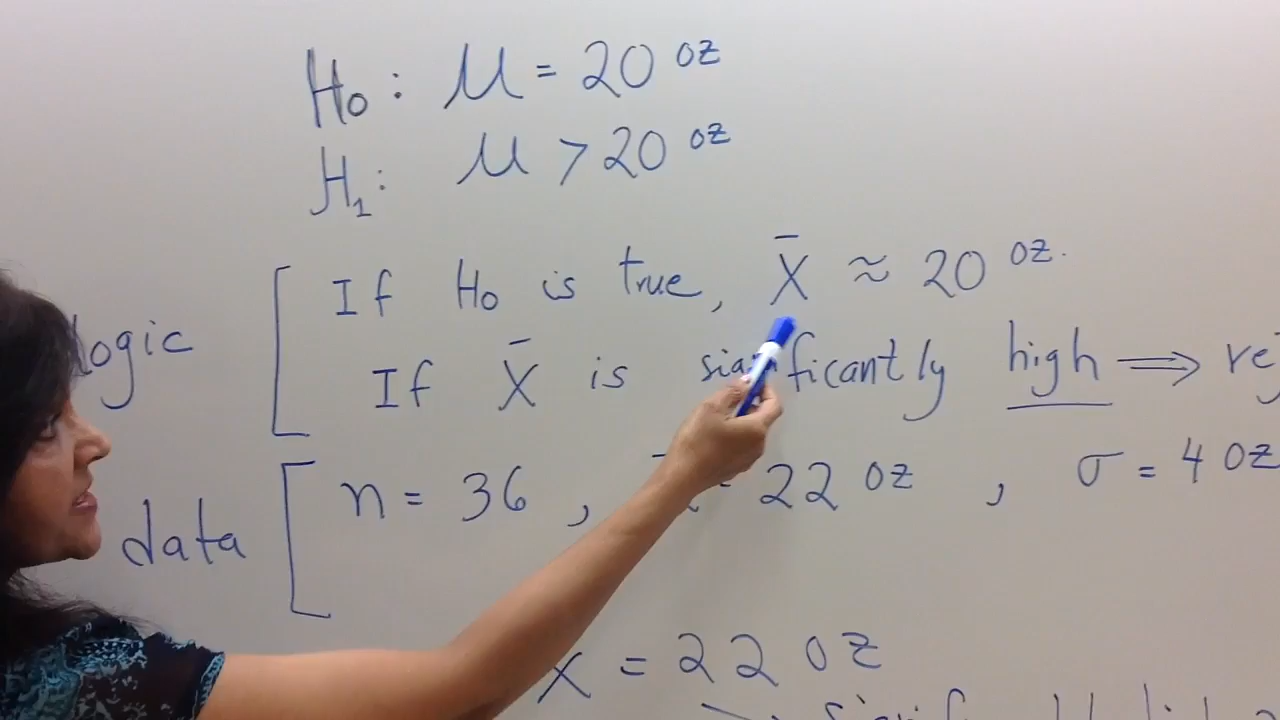 H₀: μ = 20 oz
H₁: μ > 20 oz
logic [ If H₀ is true, X̄ ≈ 20 oz.
If X̄ is significantly high ⟹
data [ n = 36 , 22 oz , σ = 4 oz
X = 22 oz